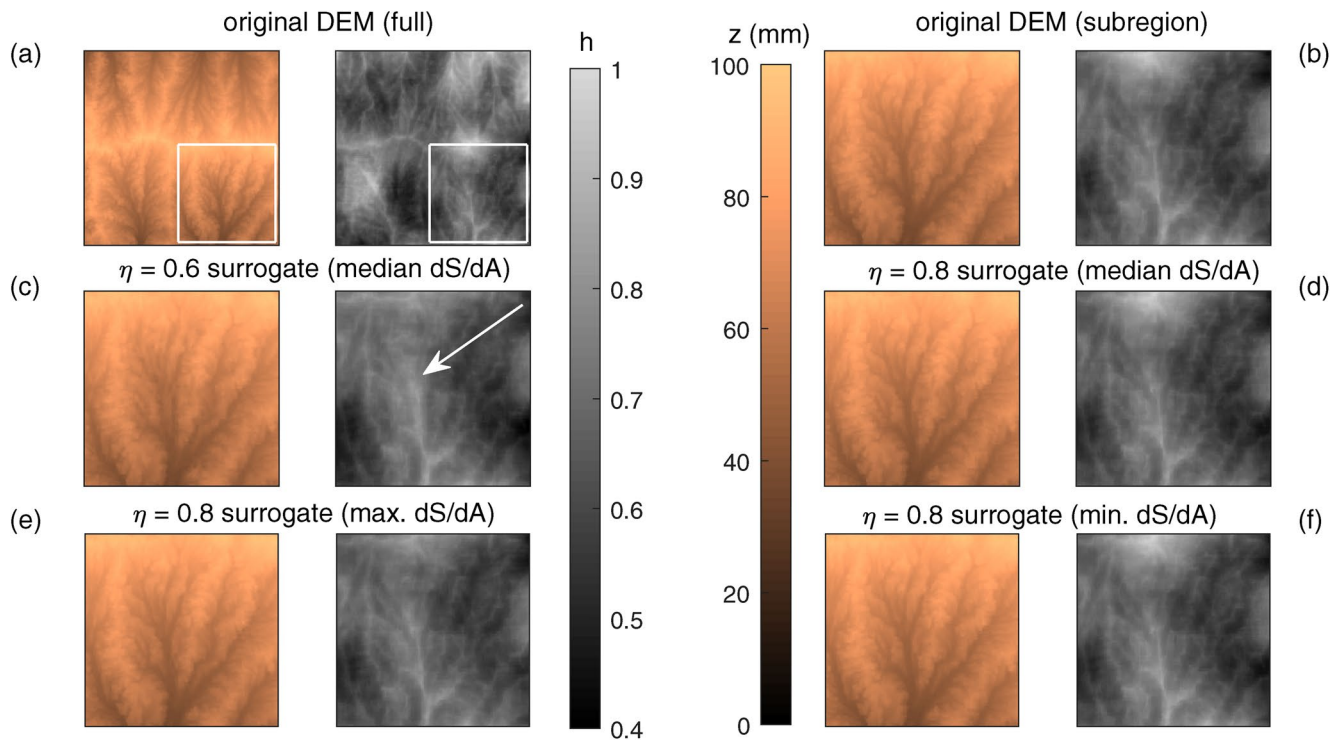 original DEM (full)
original DEM (subregion)
(a)
h
z (mm)
(b)
1
0.9
0.8
0.7
0.6
0.5
0.4
100
80
60
40
20
0
η = 0.6 surrogate (median dS/dA)
η = 0.8 surrogate (median dS/dA)
(c)
(d)
η = 0.8 surrogate (max. dS/dA)
η = 0.8 surrogate (min. dS/dA)
(e)
(f)